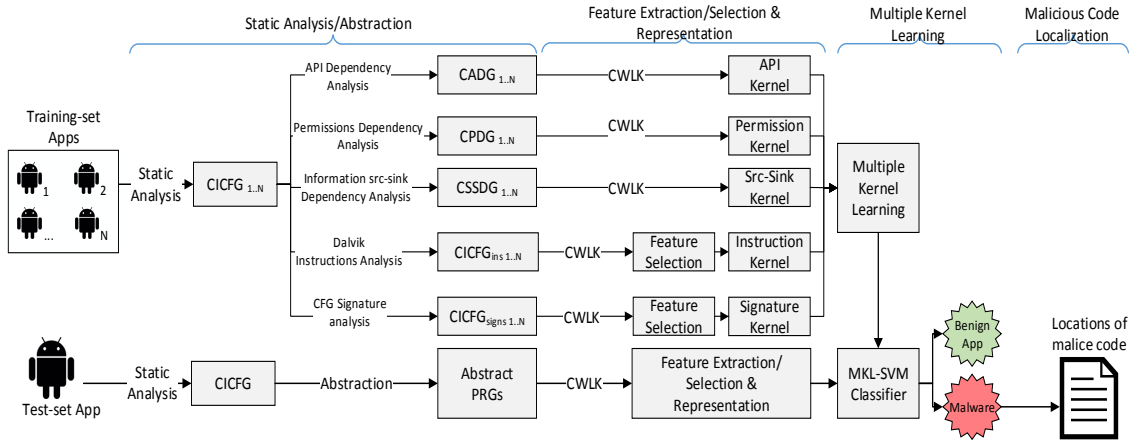 Static Analysis/Abstraction
Feature Extraction/Selection &
Representation
Multiple Kernel
Learning
Malicious Code
Localization
Training-set
Apps
1
2
...
N
Static
Analysis
CICFG 1..N
API Dependency
Analysis
CADG 1..N
CWLK
API
Kernel
Permissions Dependency
Analysis
CPDG 1..N
CWLK
Permission
Kernel
Information src-sink
Dependency Analysis
CSSDG 1..N
CWLK
Src-Sink
Kernel
Dalvik
Instructions Analysis
CICFGins 1..N
CWLK
Feature
Selection
Instruction
Kernel
CFG Signature
analysis
CICFGsigns 1..N
CWLK
Feature
Selection
Signature
Kernel
Multiple
Kernel
Learning
Test-set App
Static
Analysis
CICFG
Abstraction
Abstract
PRGs
CWLK
Feature Extraction/
Selection &
Representation
MKL-SVM
Classifier
Benign
App
Malware
Locations of
malice code